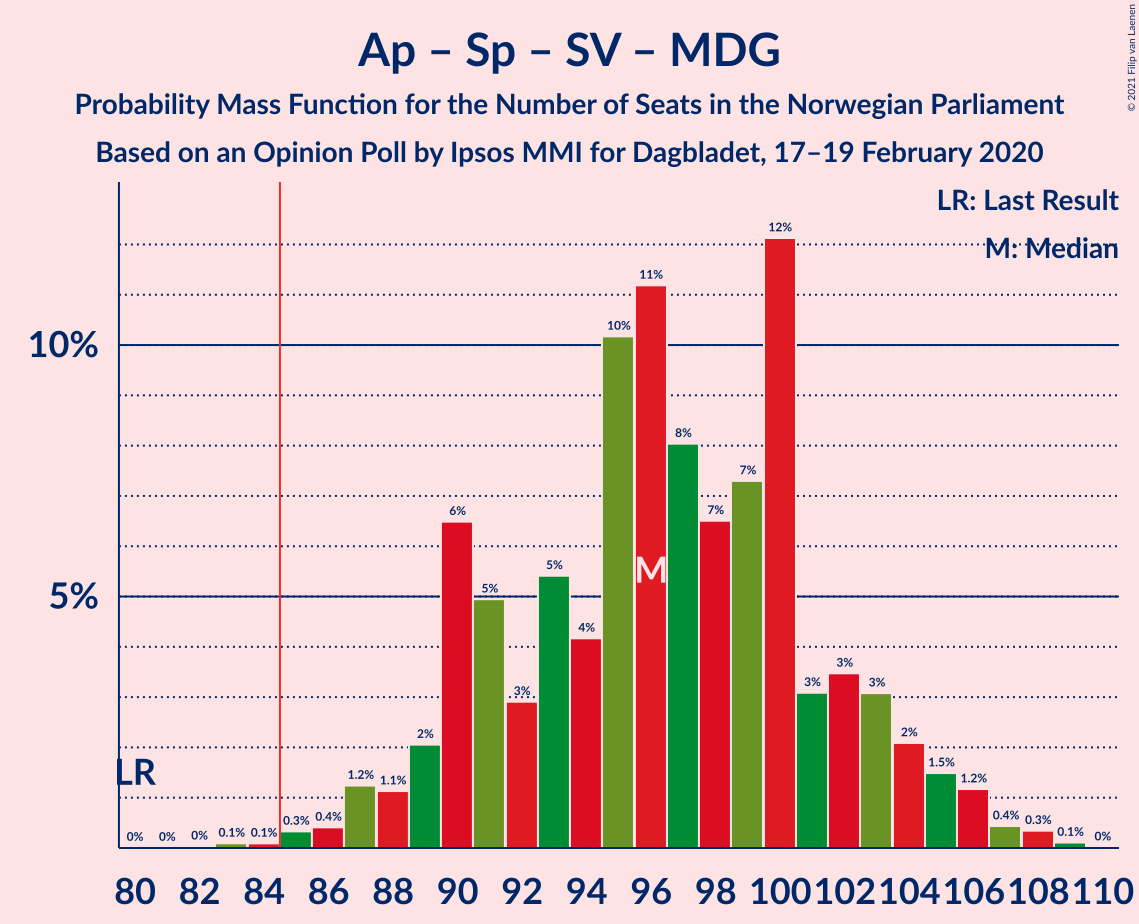 Ap – Sp – SV – MDG
Probability Mass Function for the Number of Seats in the Norwegian Parliament
Based on an Opinion Poll by Ipsos MMI for Dagbladet, 17–19 February 2020
© 2021 Filip van Laenen
LR: Last Result
M: Median
10%
5%
LR
M
0% 0% 0% 0.1% 0.1% 0.3% 0.4% 1.2% 1.1% 2% 6% 5% 3% 5% 4% 10% 11% 8% 7% 7% 12% 3% 3% 3% 2% 1.5% 1.2% 0.4% 0.3% 0.1% 0%
80 82 84 86 88 90 92 94 96 98 100 102 104 106 108 110